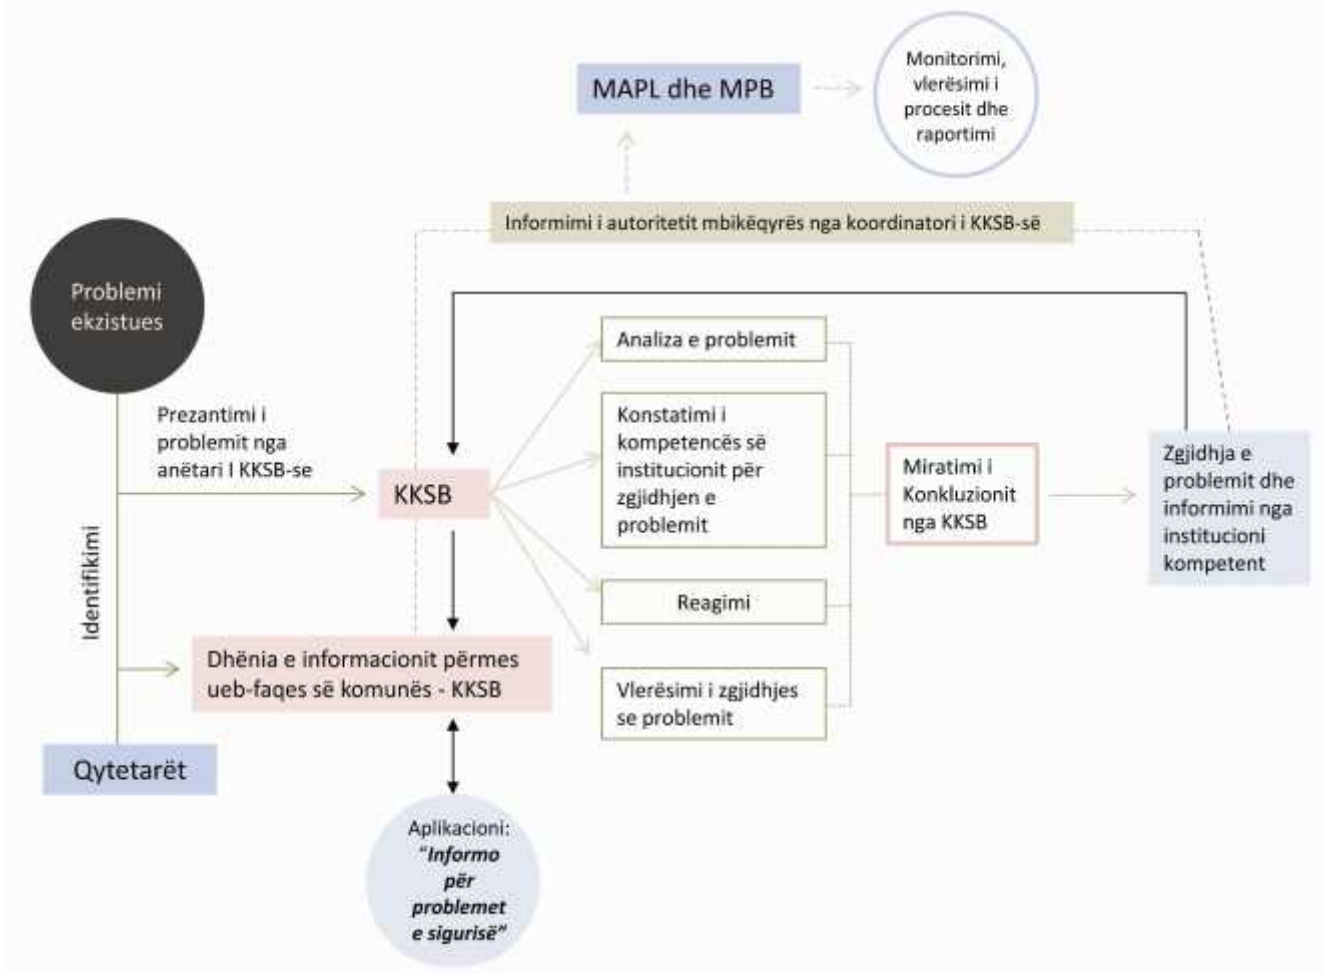 MAPL dhe MPB
Monitorimi,
vlerësimi i
procesit dhe
raportimi
Informimi i autoritetit mbikëqyrës nga koordinatori i KKSB-së
Problemi
ekzistues
Prezantimi i
problemit nga
anëtari I KKSB-se
Identifikimi
KKSB
Analiza e problemit
Konstatimi i
kompetencës së
institucionit për
zgjidhjen e
problemit
Reagimi
Vlerësimi i zgjidhjes
se problemit
Miratimi i
Konkluzionit
nga KKSB
Zgjidhja e
problemit dhe
informimi nga
institucioni
kompetent
Dhënia e informacionit përmes
ueb-faqes së komunës - KKSB
Qytetarët
Aplikacioni:
“Informo
për
problemet
e sigurisë”